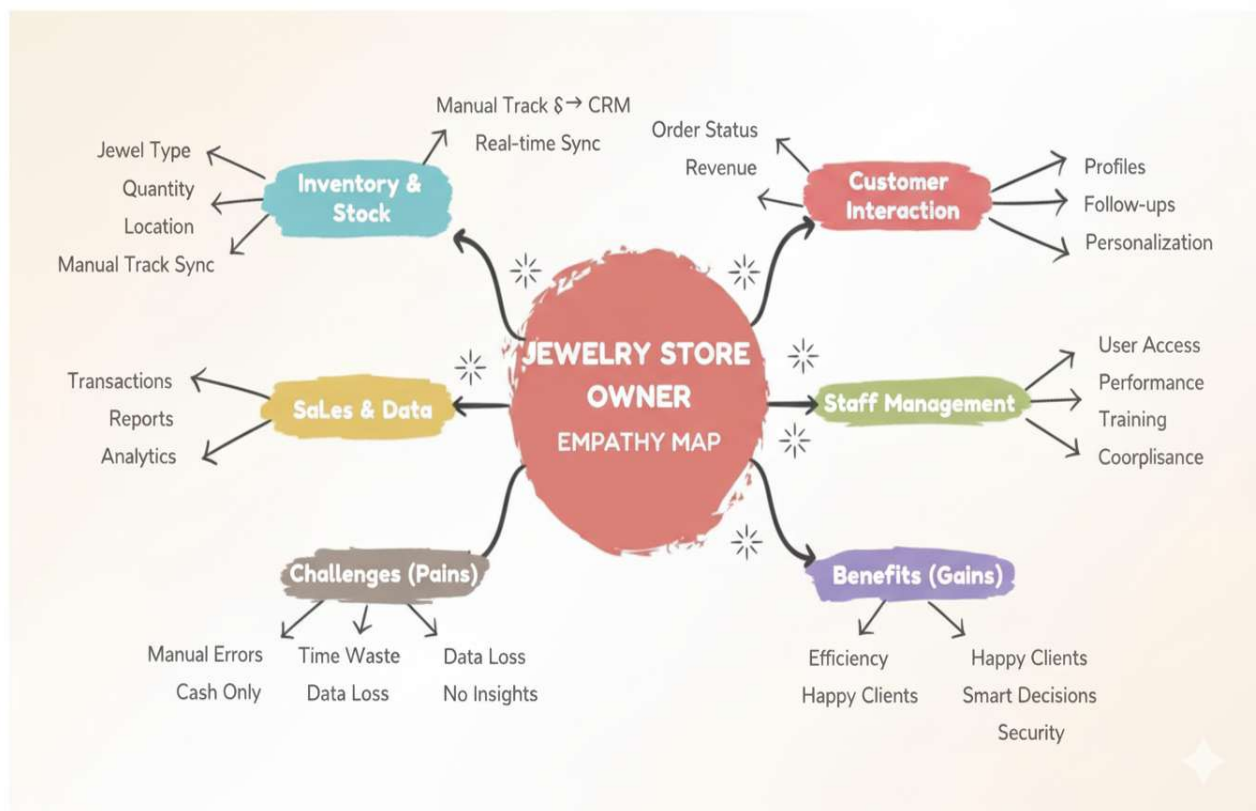 Manual Track $→ CRM
Real-time Sync
Jewel Type
Quantity
Location
Manual Track Sync
Inventory &
Stock
Order Status
Revenue
Customer
Interaction
Profiles
Follow-ups
Personalization
JEWELRY STORE
OWNER
EMPATHY MAP
Transactions
Reports
Analytics
SaLes & Data
Staff Management
User Access
Performance
Training
Coorplisance
Challenges (Pains)
Manual Errors
Cash Only
Time Waste
Data Loss
Data Loss
No Insights
Benefits (Gains)
Efficiency
Happy Clients
Happy Clients
Smart Decisions
Security